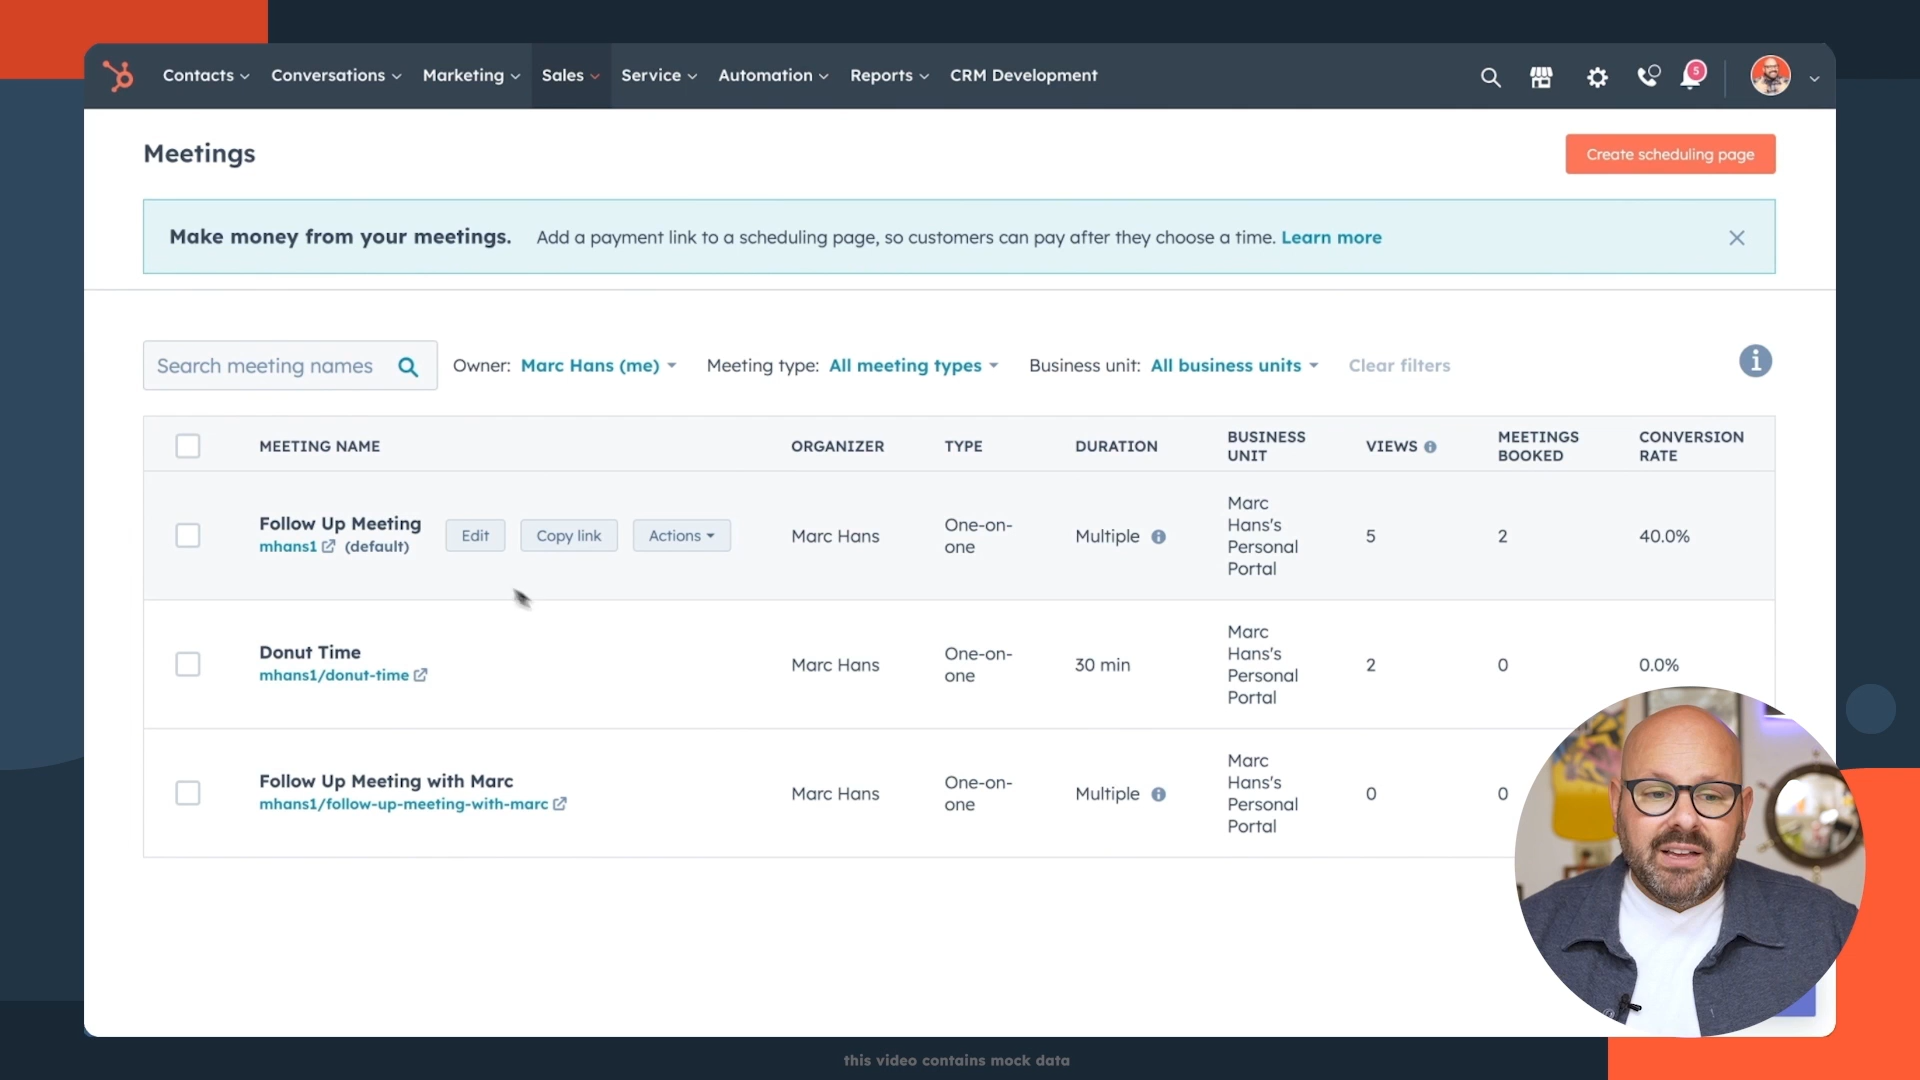 Contacts Conversations Marketing Sales Service Automation Reports CRM Development 5
Meetings
Create scheduling page
Make money from your meetings. Add a payment link to a scheduling page, so customers can pay after they choose a time. Learn more
Search meeting names Owner: Marc Hans (me) Meeting type: All meeting types Business unit: All business units Clear filters
MEETING NAME ORGANIZER TYPE DURATION BUSINESS UNIT VIEWS MEETINGS BOOKED CONVERSION RATE
Follow Up Meeting
mhans1 (default)
Edit Copy link Actions
Marc Hans
One-on-
one
Multiple
Marc
Hans's
Personal
Portal
5
2
40.0%
Donut Time
mhans1/donut-time
Marc Hans
One-on-
one
30 min
Marc
Hans's
Personal
Portal
2
0
0.0%
Follow Up Meeting with Marc
mhans1/follow-up-meeting-with-marc
Marc Hans
One-on-
one
Multiple
Marc
Hans's
Personal
Portal
0
0
this video contains mock data